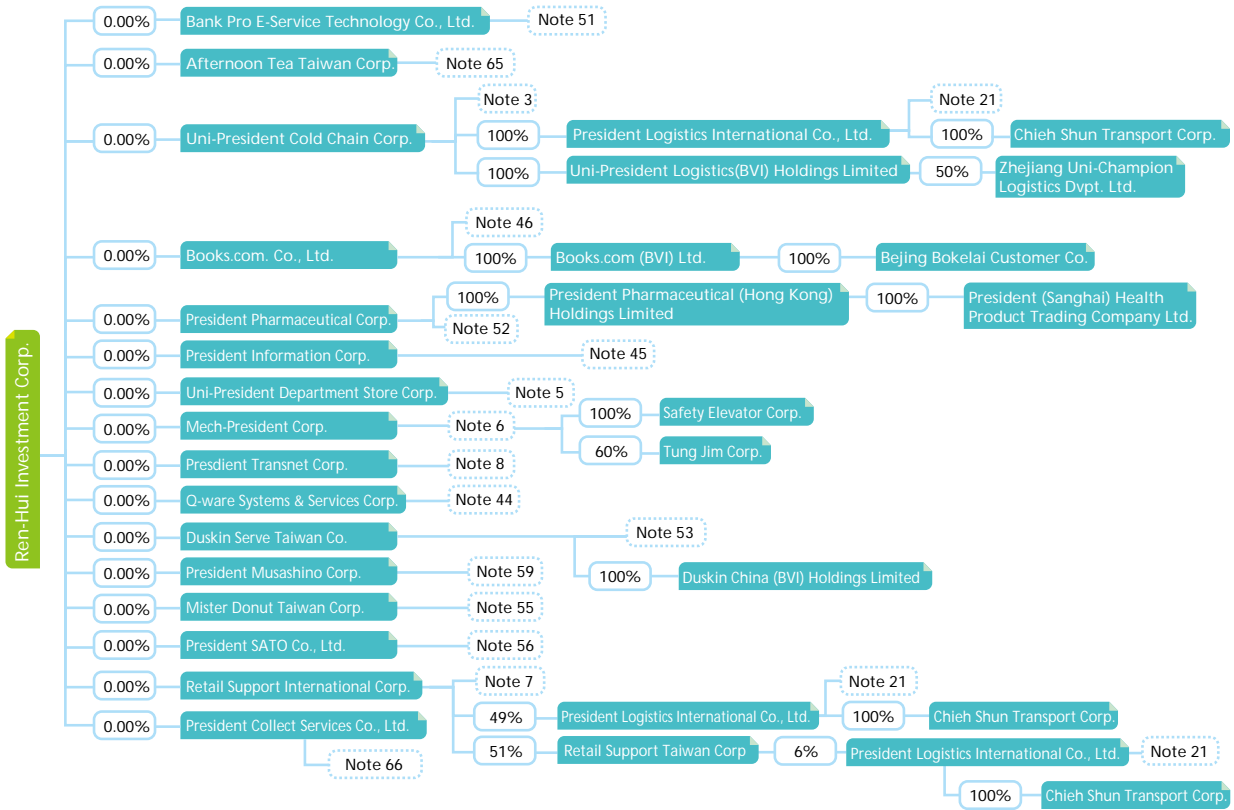 Ren-Hui Investment Corp.
0.00%
Bank Pro E-Service Technology Co., Ltd.
Note 51
0.00%
Afternoon Tea Taiwan Corp.
Note 65
0.00%
Uni-President Cold Chain Corp.
Note 3
100%
President Logistics International Co., Ltd.
Note 21
100%
Chieh Shun Transport Corp.
100%
Uni-President Logistics(BVI) Holdings Limited
50%
Zhejiang Uni-Champion
Logistics Dvpt. Ltd.
0.00%
Books.com. Co., Ltd.
Note 46
100%
Books.com (BVI) Ltd.
100%
Bejing Bokelai Customer Co.
0.00%
President Pharmaceutical Corp.
100%
President Pharmaceutical (Hong Kong)
Holdings Limited
100%
President (Sanghai) Health
Product Trading Company Ltd.
Note 52
0.00%
President Information Corp.
Note 45
0.00%
Uni-President Department Store Corp.
Note 5
0.00%
Mech-President Corp.
Note 6
100%
Safety Elevator Corp.
60%
Tung Jim Corp.
0.00%
Presdient Transnet Corp.
Note 8
0.00%
Q-ware Systems & Services Corp.
Note 44
0.00%
Duskin Serve Taiwan Co.
Note 53
100%
Duskin China (BVI) Holdings Limited
0.00%
President Musashino Corp.
Note 59
0.00%
Mister Donut Taiwan Corp.
Note 55
0.00%
President SATO Co., Ltd.
Note 56
0.00%
Retail Support International Corp.
Note 7
49%
President Logistics International Co., Ltd.
Note 21
100%
Chieh Shun Transport Corp.
51%
Retail Support Taiwan Corp
6%
President Logistics International Co., Ltd.
Note 21
100%
Chieh Shun Transport Corp.
0.00%
President Collect Services Co., Ltd.
Note 66